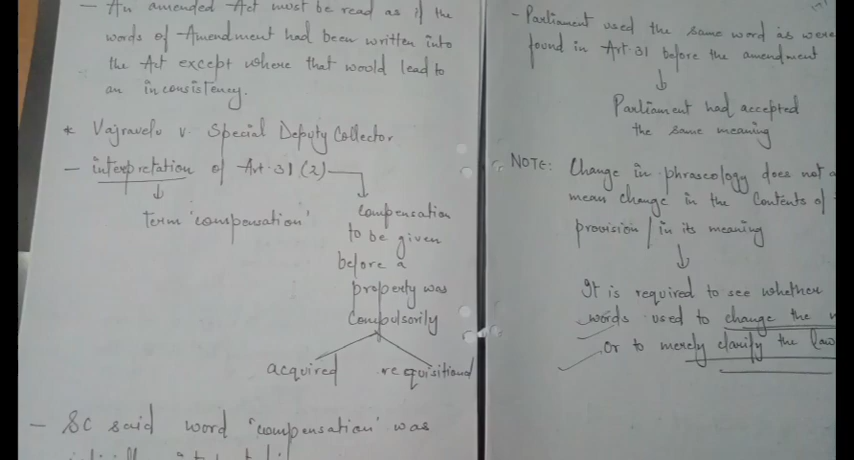 - An amended Act must be read as if the
words of Amendment had been written into
the Act except where that would lead to
an inconsistency.
* Vajravelu v. Special Deputy Collector
- interpretation of Art. 31 (2)
↓
Term 'compensation'
↓
Compensation
to be given
before a
property was
Compulsorily
acquired
requisitiond
- SC said word 'compensation' was
- Parliament used the same word as were
found in Art 31 before the amendment
↓
Parliament had accepted
the same meaning
NOTE: Change in phraseology does not
mean change in the Contents of
provision / in its meaning
↓
It is required to see whether
words used to change the
or to merely clarify the law